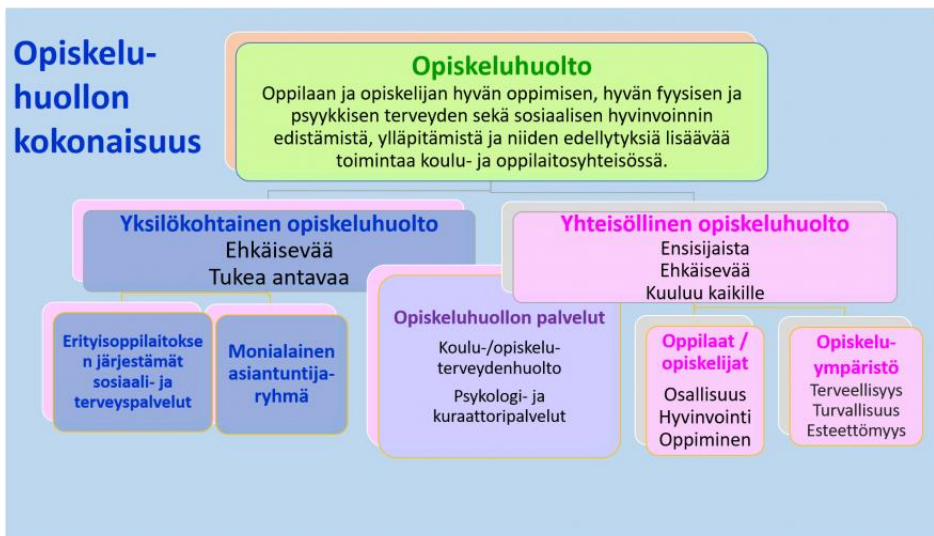 Opiskelu-
huollon
kokonaisuus
Opiskeluhuolto
Oppilaan ja opiskelijan hyvän oppimisen, hyvän fyysisen ja
psyykkisen terveyden sekä sosiaalisen hyvinvoinnin
edistämistä, ylläpitämistä ja niiden edellytyksiä lisäävää
toimintaa koulu- ja oppilaitosyhteisössä.
Yksilökohtainen opiskeluhuolto
Ehkäisevää
Tukea antavaa
Yhteisöllinen opiskeluhuolto
Ensisijaista
Ehkäisevää
Kuuluu kaikille
Erityisoppilaitokse
n järjestämät
sosiaali- ja
terveyspalvelut
Monialainen
asiantuntija-
ryhmä
Opiskeluhuollon palvelut
Koulu-/opiskelu-
terveydenhuolto
Psykologi- ja
kuraattoripalvelut
Oppilaat /
opiskelijat
Osallisuus
Hyvinvointi
Oppiminen
Opiskelu-
ympäristö
Terveellisyys
Turvallisuus
Esteettömyys